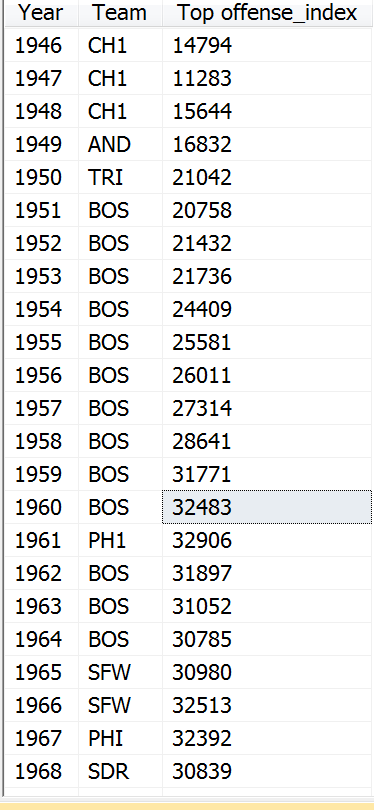 Year Team Top offense_index
1946 CH1 14794
1947 CH1 11283
1948 CH1 15644
1949 AND 16832
1950 TRI 21042
1951 BOS 20758
1952 BOS 21432
1953 BOS 21736
1954 BOS 24409
1955 BOS 25581
1956 BOS 26011
1957 BOS 27314
1958 BOS 28641
1959 BOS 31771
1960 BOS 32483
1961 PH1 32906
1962 BOS 31897
1963 BOS 31052
1964 BOS 30785
1965 SFW 30980
1966 SFW 32513
1967 PHI 32392
1968 SDR 30839